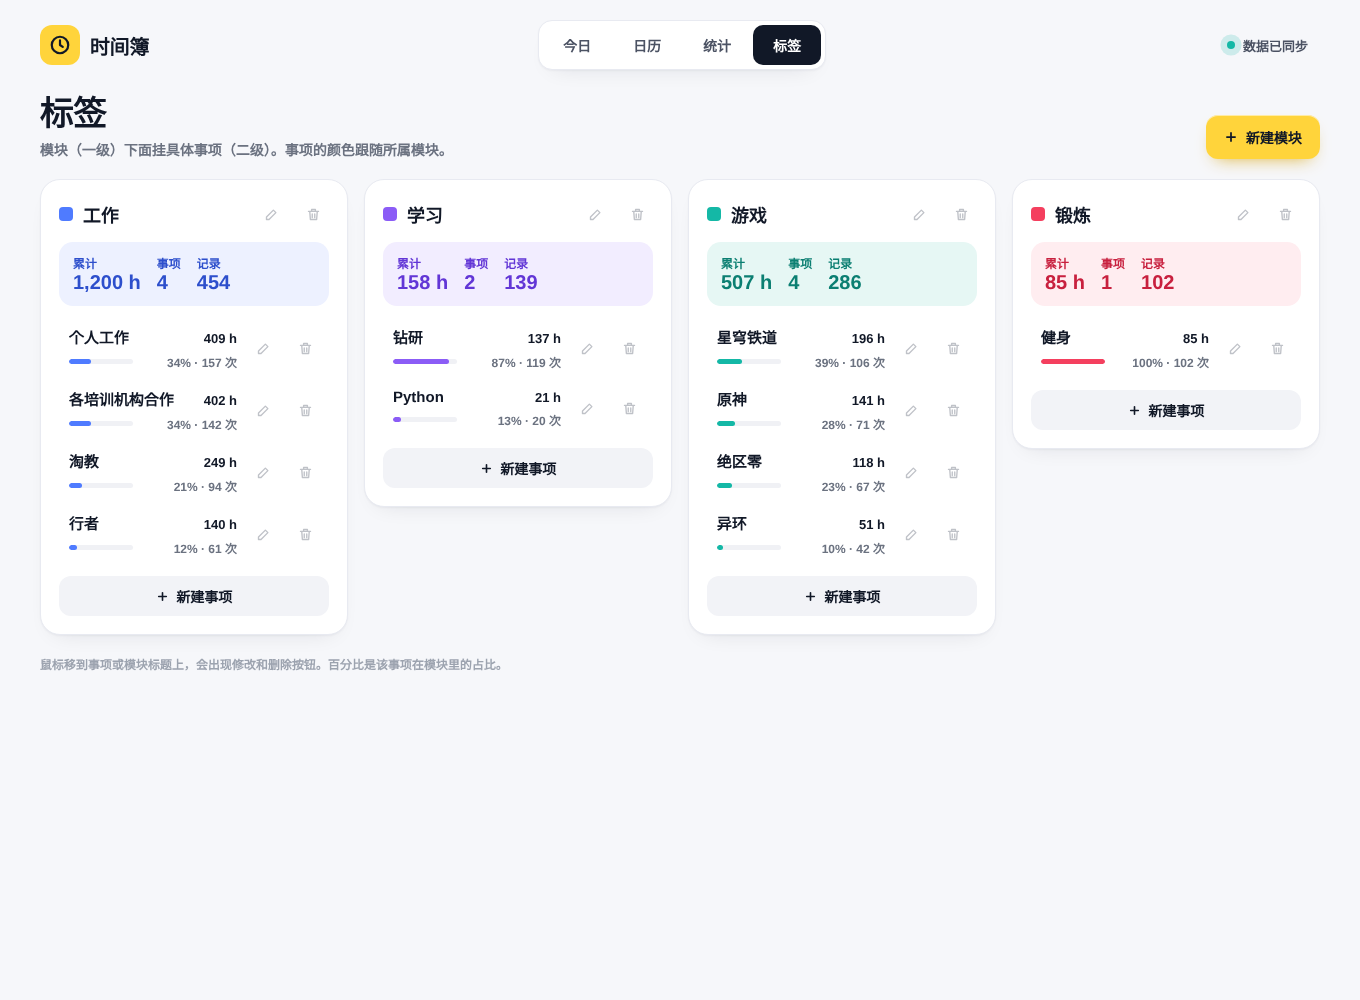 时间簿
今日 日历 统计 标签
数据已同步
标签
模块（一级）下面挂具体事项（二级）。事项的颜色跟随所属模块。
+ 新建模块
工作
累计 事项 记录
1,200 h 4 454
个人工作 409 h
34% · 157 次
各培训机构合作 402 h
34% · 142 次
淘教 249 h
21% · 94 次
行者 140 h
12% · 61 次
+ 新建事项
学习
累计 事项 记录
158 h 2 139
钻研 137 h
87% · 119 次
Python 21 h
13% · 20 次
+ 新建事项
游戏
累计 事项 记录
507 h 4 286
星穹铁道 196 h
39% · 106 次
原神 141 h
28% · 71 次
绝区零 118 h
23% · 67 次
异环 51 h
10% · 42 次
+ 新建事项
锻炼
累计 事项 记录
85 h 1 102
健身 85 h
100% · 102 次
+ 新建事项
鼠标移到事项或模块标题上，会出现修改和删除按钮。百分比是该事项在模块里的占比。